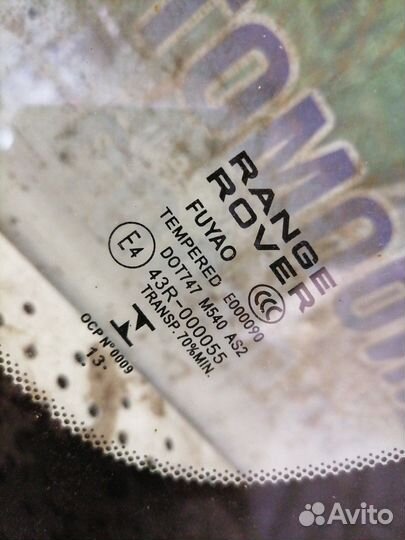 RANGE
ROVER
FUYAO
TEMPERED E000090
DOT747 M540 AS2
E4
43R-000055
TRANSP.70%MIN.
OCP N°0009
13·
Avito